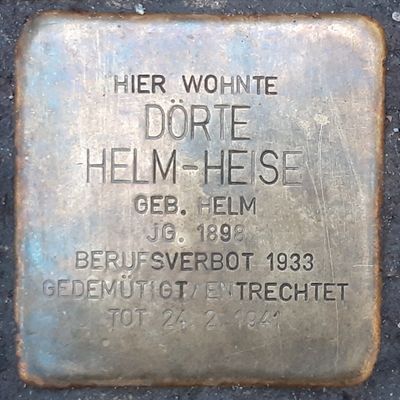 HIER WOHNTE
DÖRTE
HELM-HEISE
GEB. HELM
JG. 1898
BERUFSVERBOT 1933
GEDEMÜTIGT/ENTRECHTET
TOT 24.2.1941